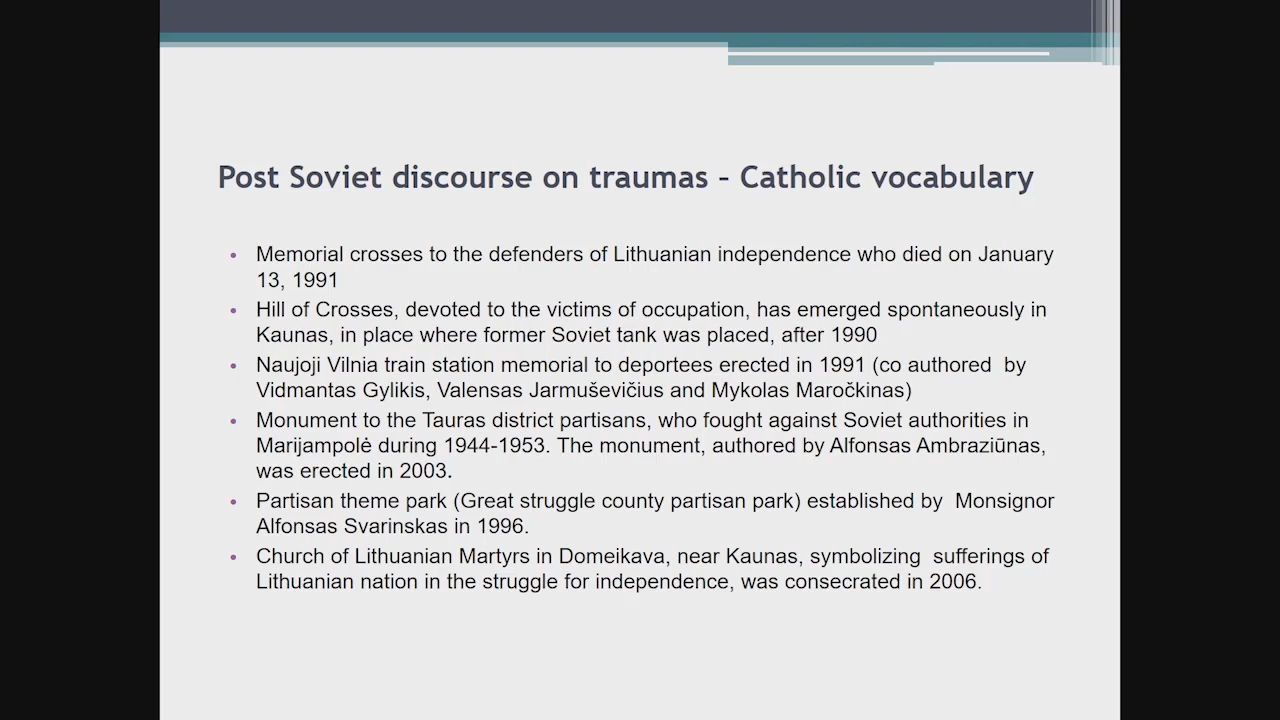 Post Soviet discourse on traumas – Catholic vocabulary
• Memorial crosses to the defenders of Lithuanian independence who died on January
13, 1991
• Hill of Crosses, devoted to the victims of occupation, has emerged spontaneously in
Kaunas, in place where former Soviet tank was placed, after 1990
• Naujoji Vilnia train station memorial to deportees erected in 1991 (co authored  by
Vidmantas Gylikis, Valensas Jarmuševičius and Mykolas Maročkinas)
• Monument to the Tauras district partisans, who fought against Soviet authorities in
Marijampolė during 1944-1953. The monument, authored by Alfonsas Ambraziūnas,
was erected in 2003.
• Partisan theme park (Great struggle county partisan park) established by  Monsignor
Alfonsas Svarinskas in 1996.
• Church of Lithuanian Martyrs in Domeikava, near Kaunas, symbolizing  sufferings of
Lithuanian nation in the struggle for independence, was consecrated in 2006.